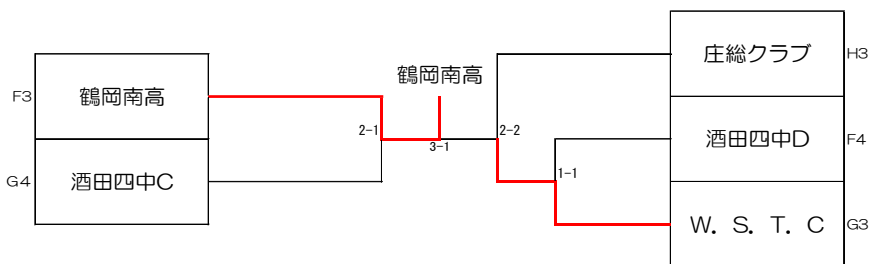 F3
鶴岡南高
G4
酒田四中C
2-1
鶴岡南高
3-1
2-2
1-1
庄総クラブ
H3
酒田四中D
F4
W．S．T．C
G3